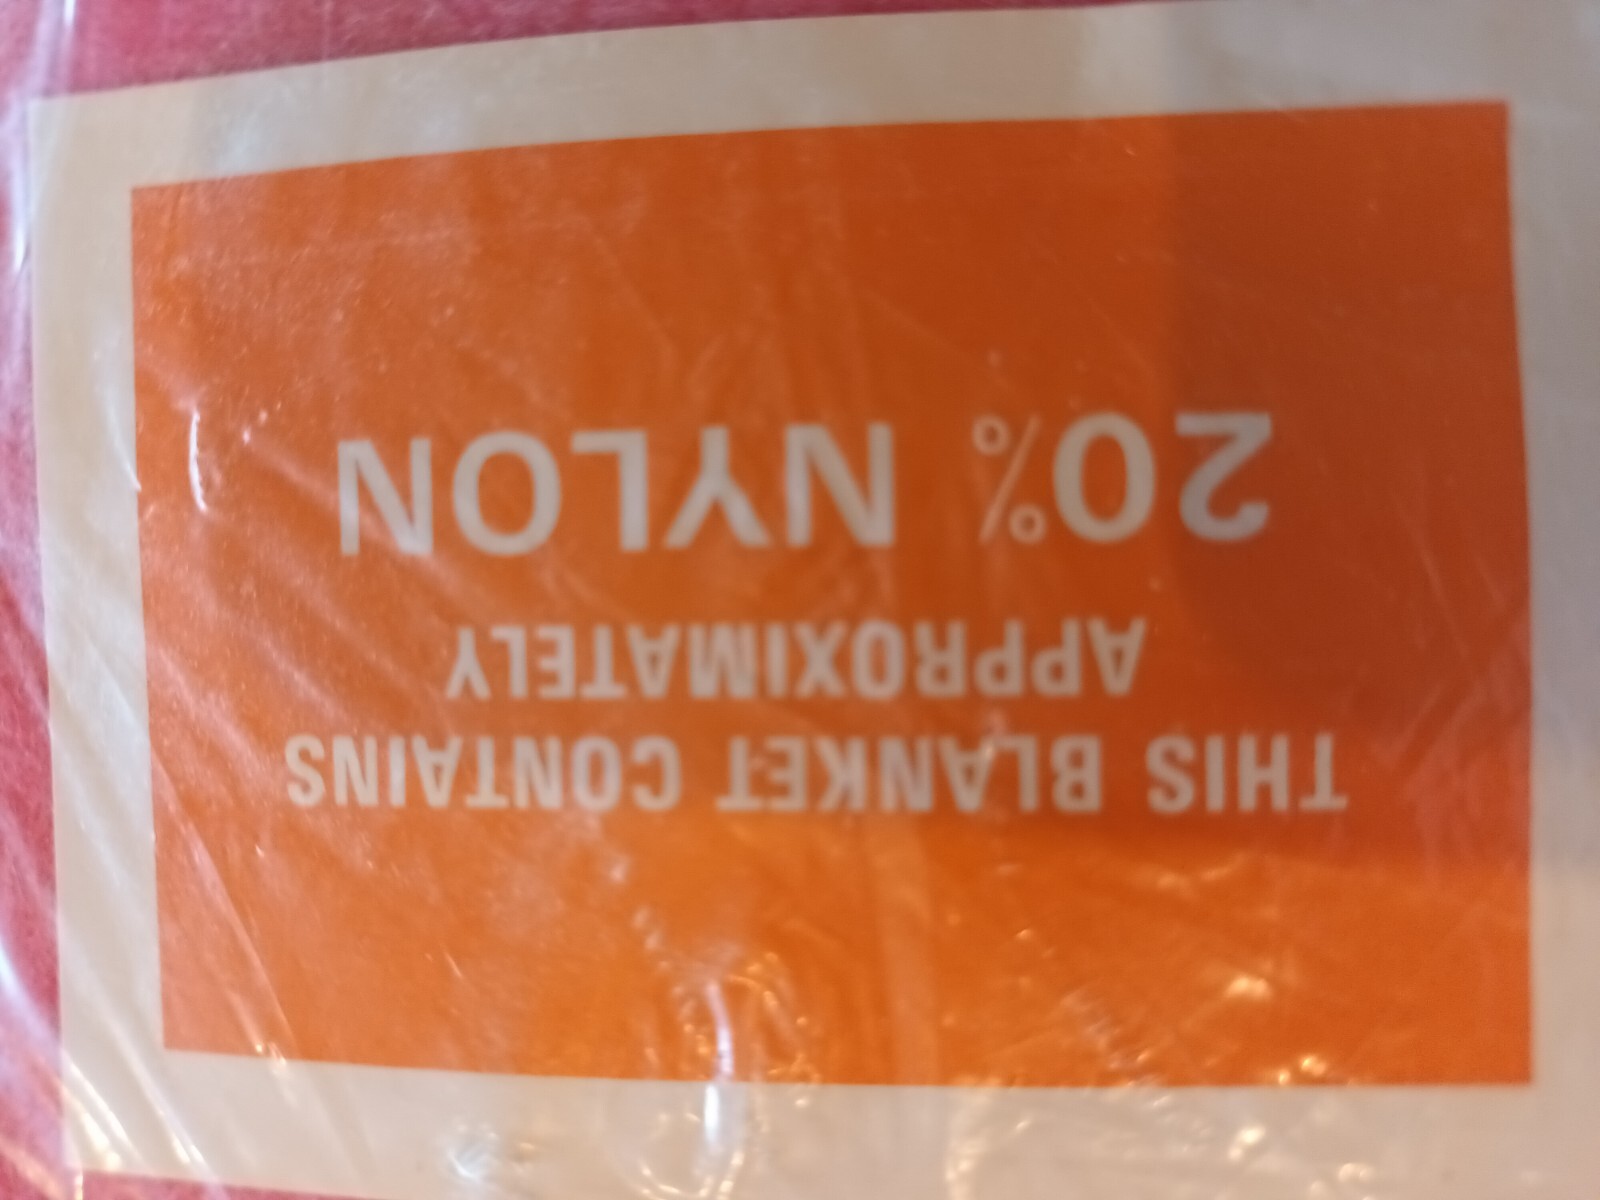 THIS BLANKET CONTAINS
APPROXIMATELY
20% NYLON